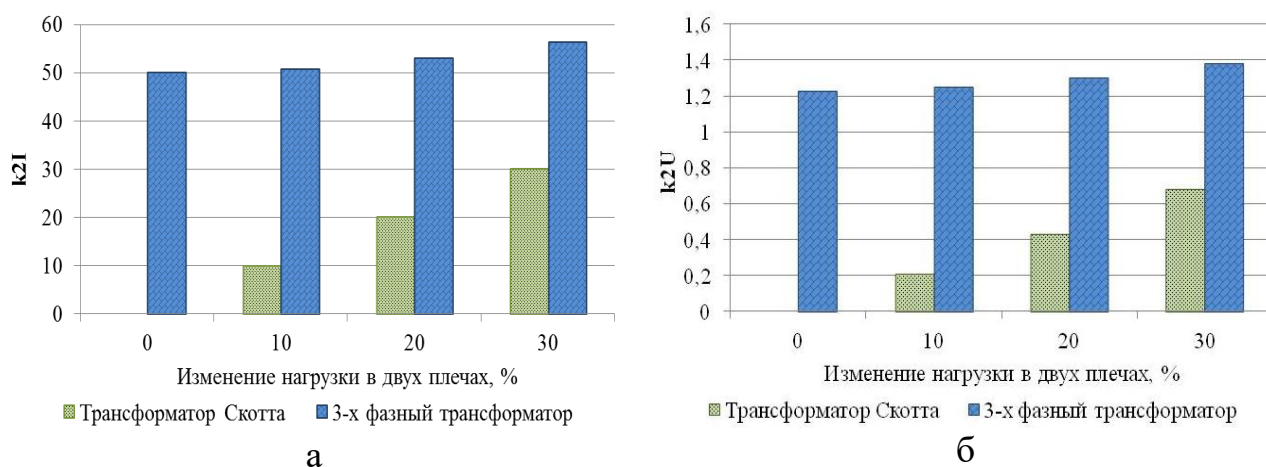 60
50
40
30
20
10
0
k2I
0 10 20 30
Изменение нагрузки в двух плечах, %
Трансформатор Скотта 3-х фазный трансформатор
а
1,6
1,4
1,2
1
0,8
0,6
0,4
0,2
0
k2U
0 10 20 30
Изменение нагрузки в двух плечах, %
Трансформатор Скотта 3-х фазный трансформатор
б